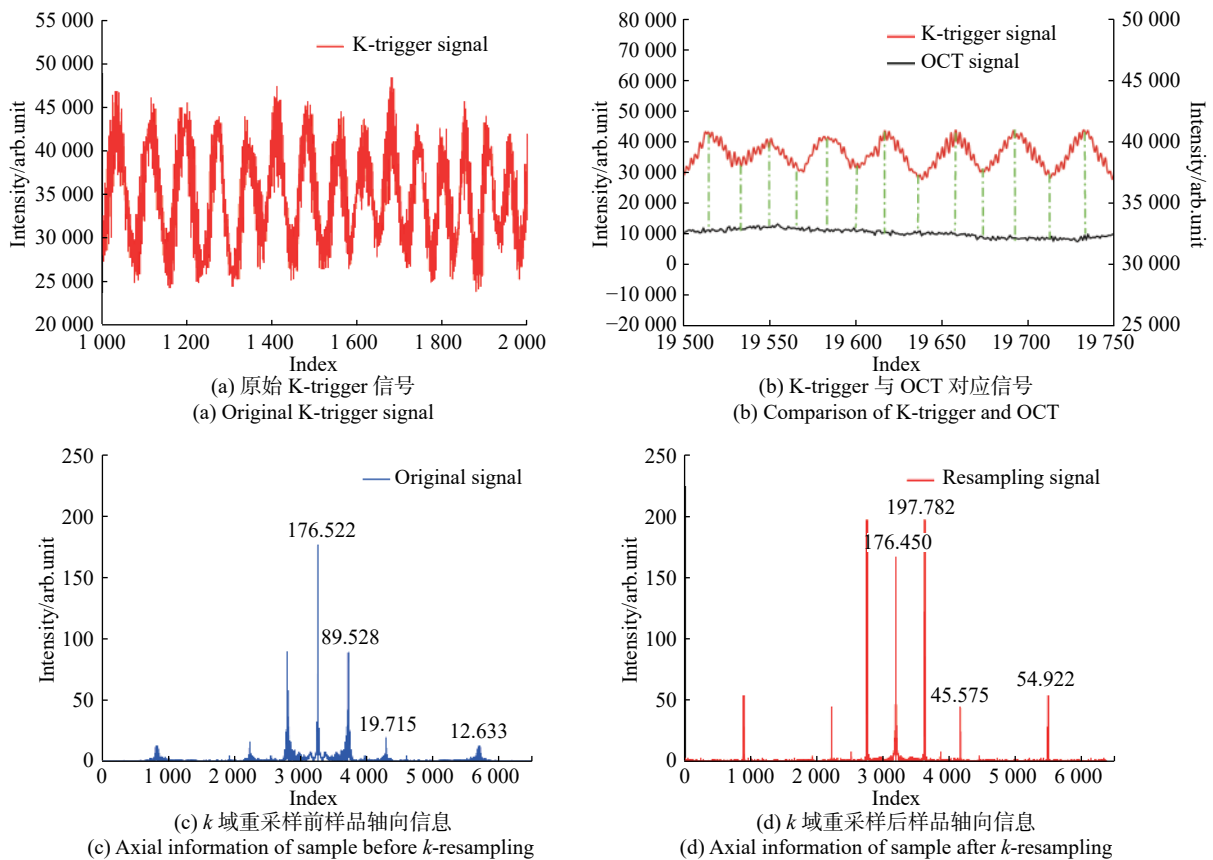 55 000
50 000
45 000
40 000
35 000
30 000
25 000
20 000
Intensity/arb.unit
K-trigger signal
1 000 1 200 1 400 1 600 1 800 2 000
Index
(a) 原始 K-trigger 信号
(a) Original K-trigger signal
80 000
70 000
60 000
50 000
40 000
30 000
20 000
10 000
0
−10 000
−20 000
Intensity/arb.unit
K-trigger signal
OCT signal
50 000
45 000
40 000
35 000
30 000
25 000
Intensity/arb.unit
19 500 19 550 19 600 19 650 19 700 19 750
Index
(b) K-trigger 与 OCT 对应信号
(b) Comparison of K-trigger and OCT
250
200
150
100
50
0
Intensity/arb.unit
Original signal
176.522
89.528
19.715
12.633
0 1 000 2 000 3 000 4 000 5 000 6 000
Index
(c) k 域重采样前样品轴向信息
(c) Axial information of sample before k-resampling
250
200
150
100
50
0
Intensity/arb.unit
Resampling signal
197.782
176.450
45.575
54.922
0 1 000 2 000 3 000 4 000 5 000 6 000
Index
(d) k 域重采样后样品轴向信息
(d) Axial information of sample after k-resampling